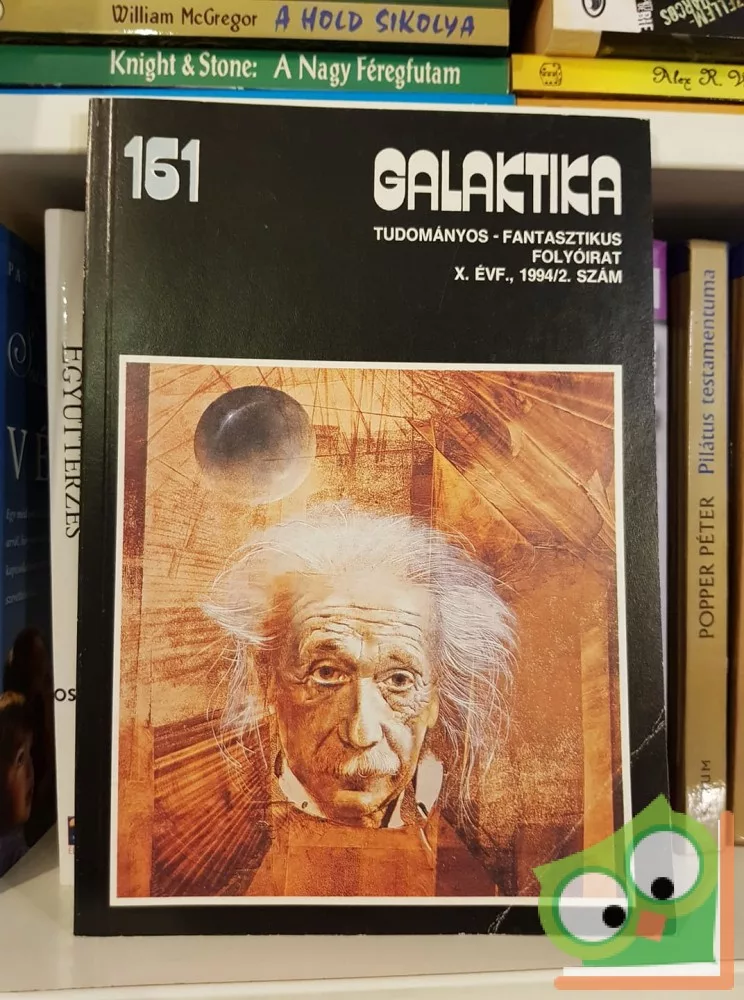 William McGregor A HOLD SIKOLYA
Knight & Stone: A Nagy Féregfutam
Alex R.
161
GALAKTIKA
TUDOMÁNYOS - FANTASZTIKUS
FOLYÓIRAT
X. ÉVF., 1994/2. SZÁM
EGYÜTTÉRZÉS
POPPER PÉTER Pilátus testamentuma